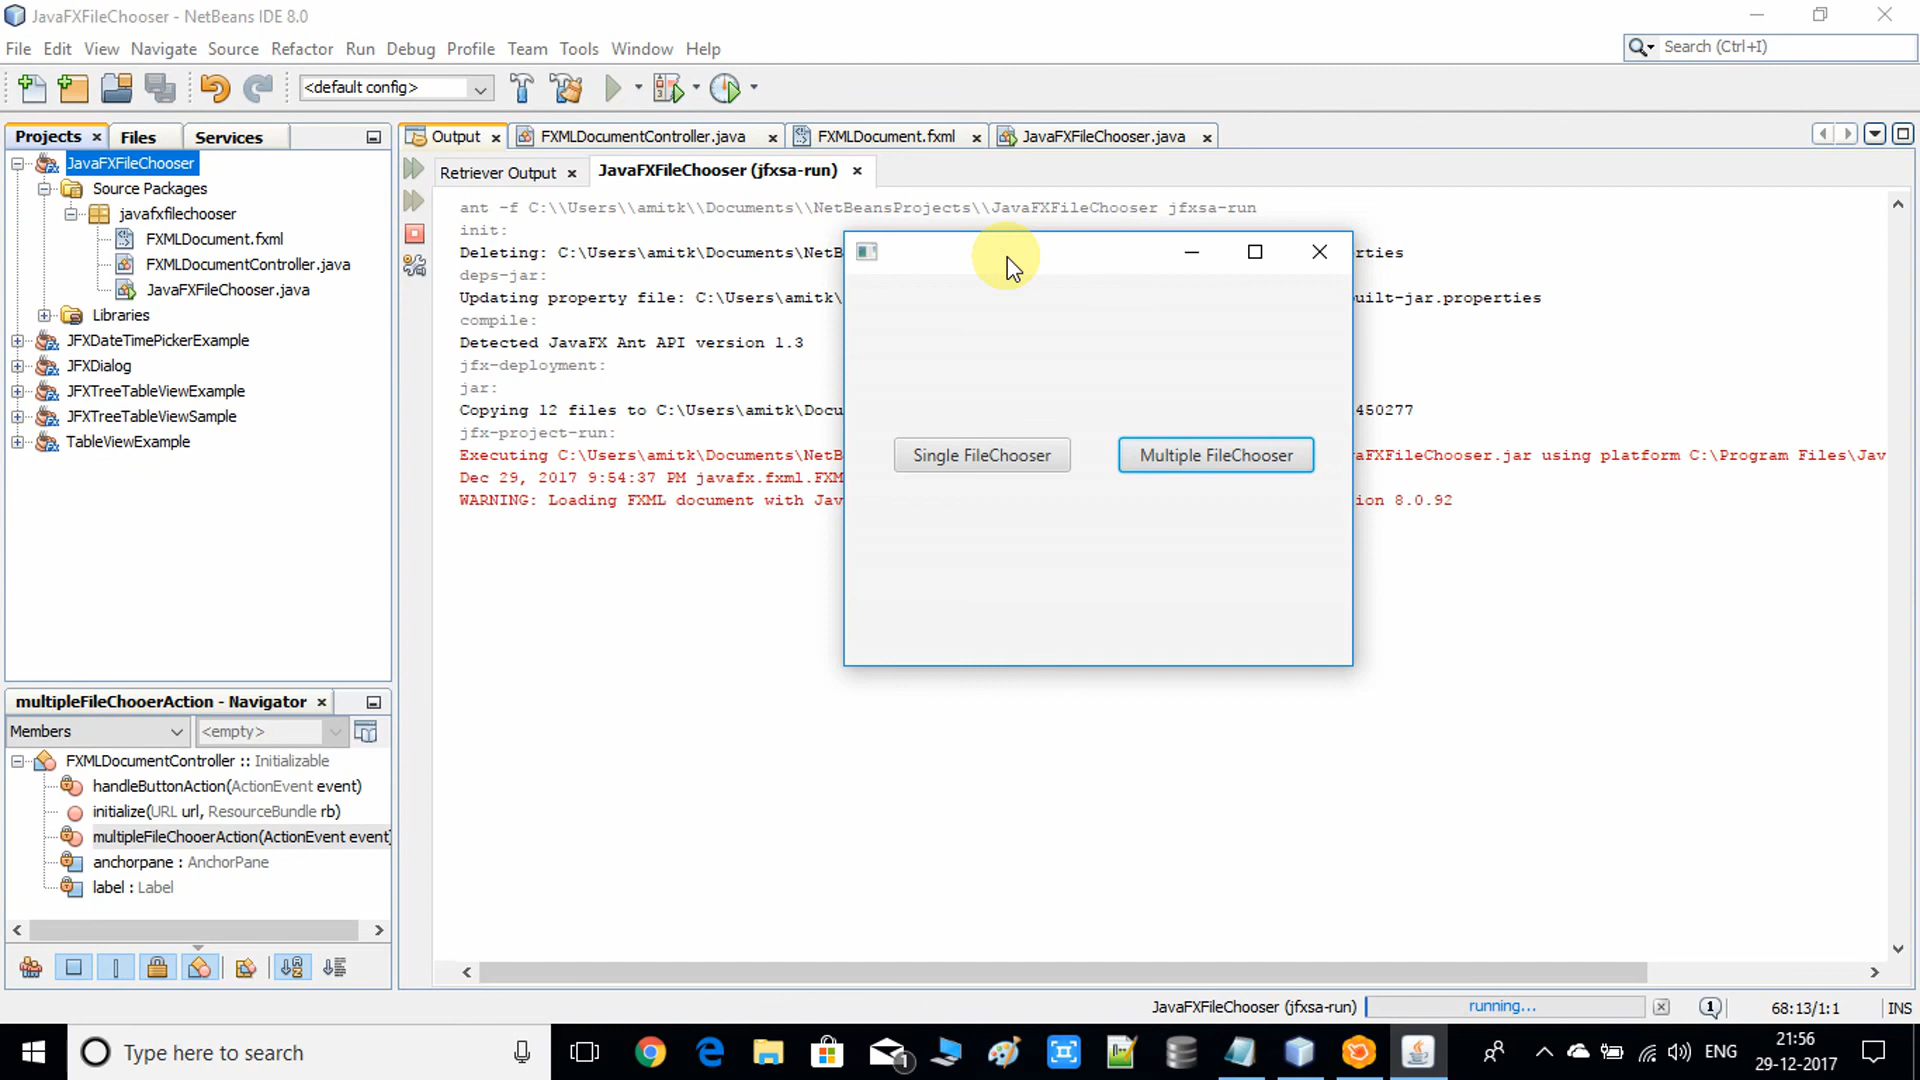 JavaFXFileChooser - NetBeans IDE 8.0
File Edit View Navigate Source Refactor Run Debug Profile Team Tools Window Help
Search (Ctrl+I)
<default config>
Projects Files Services
Output FXMLDocumentController.java FXMLDocument.fxml JavaFXFileChooser.java
Retriever Output JavaFXFileChooser (jfxsa-run)
JavaFXFileChooser
Source Packages
javafxfilechooser
FXMLDocument.fxml
FXMLDocumentController.java
JavaFXFileChooser.java
Libraries
JFXDateTimePickerExample
JFXDialog
JFXTreeTableViewExample
JFXTreeTableViewSample
TableViewExample
ant -f C:\\Users\\amitk\\Documents\\NetBeansProjects\\JavaFXFileChooser jfxsa-run
init:
Deleting: C:\Users\amitk\Documents\NetB erties
deps-jar:
Updating property file: C:\Users\amitk\ uilt-jar.properties
compile:
Detected JavaFX Ant API version 1.3
jfx-deployment:
jar:
Copying 12 files to C:\Users\amitk\Docu 450277
jfx-project-run:
Executing C:\Users\amitk\Documents\NetB aFXFileChooser.jar using platform C:\Program Files\Jav
Dec 29, 2017 9:54:37 PM javafx.fxml.FXM
WARNING: Loading FXML document with Jav ion 8.0.92
Single FileChooser Multiple FileChooser
multipleFileChooerAction - Navigator
Members <empty>
FXMLDocumentController :: Initializable
handleButtonAction(ActionEvent event)
initialize(URL url, ResourceBundle rb)
multipleFileChooerAction(ActionEvent event)
anchorpane : AnchorPane
label : Label
JavaFXFileChooser (jfxsa-run) running... 1 68:13/1:1 INS
Type here to search
1
ENG
21:56
29-12-2017